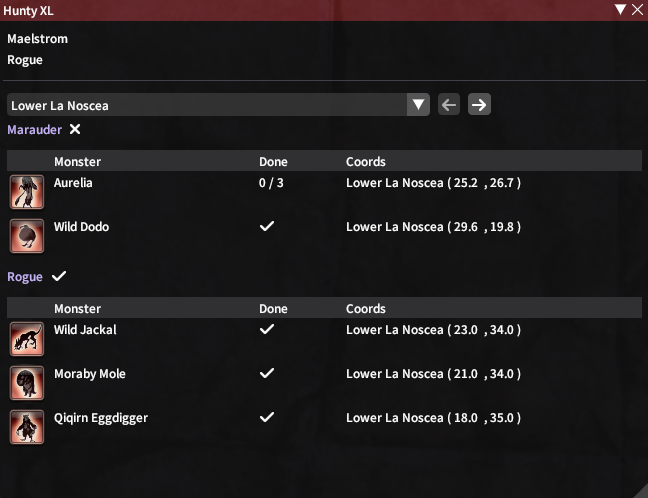 Hunty XL
Maelstrom
Rogue
Lower La Noscea
Marauder
Monster Done Coords
Aurelia 0 / 3 Lower La Noscea ( 25.2 , 26.7 )
Wild Dodo Lower La Noscea ( 29.6 , 19.8 )
Rogue
Monster Done Coords
Wild Jackal Lower La Noscea ( 23.0 , 34.0 )
Moraby Mole Lower La Noscea ( 21.0 , 34.0 )
Qiqirn Eggdigger Lower La Noscea ( 18.0 , 35.0 )